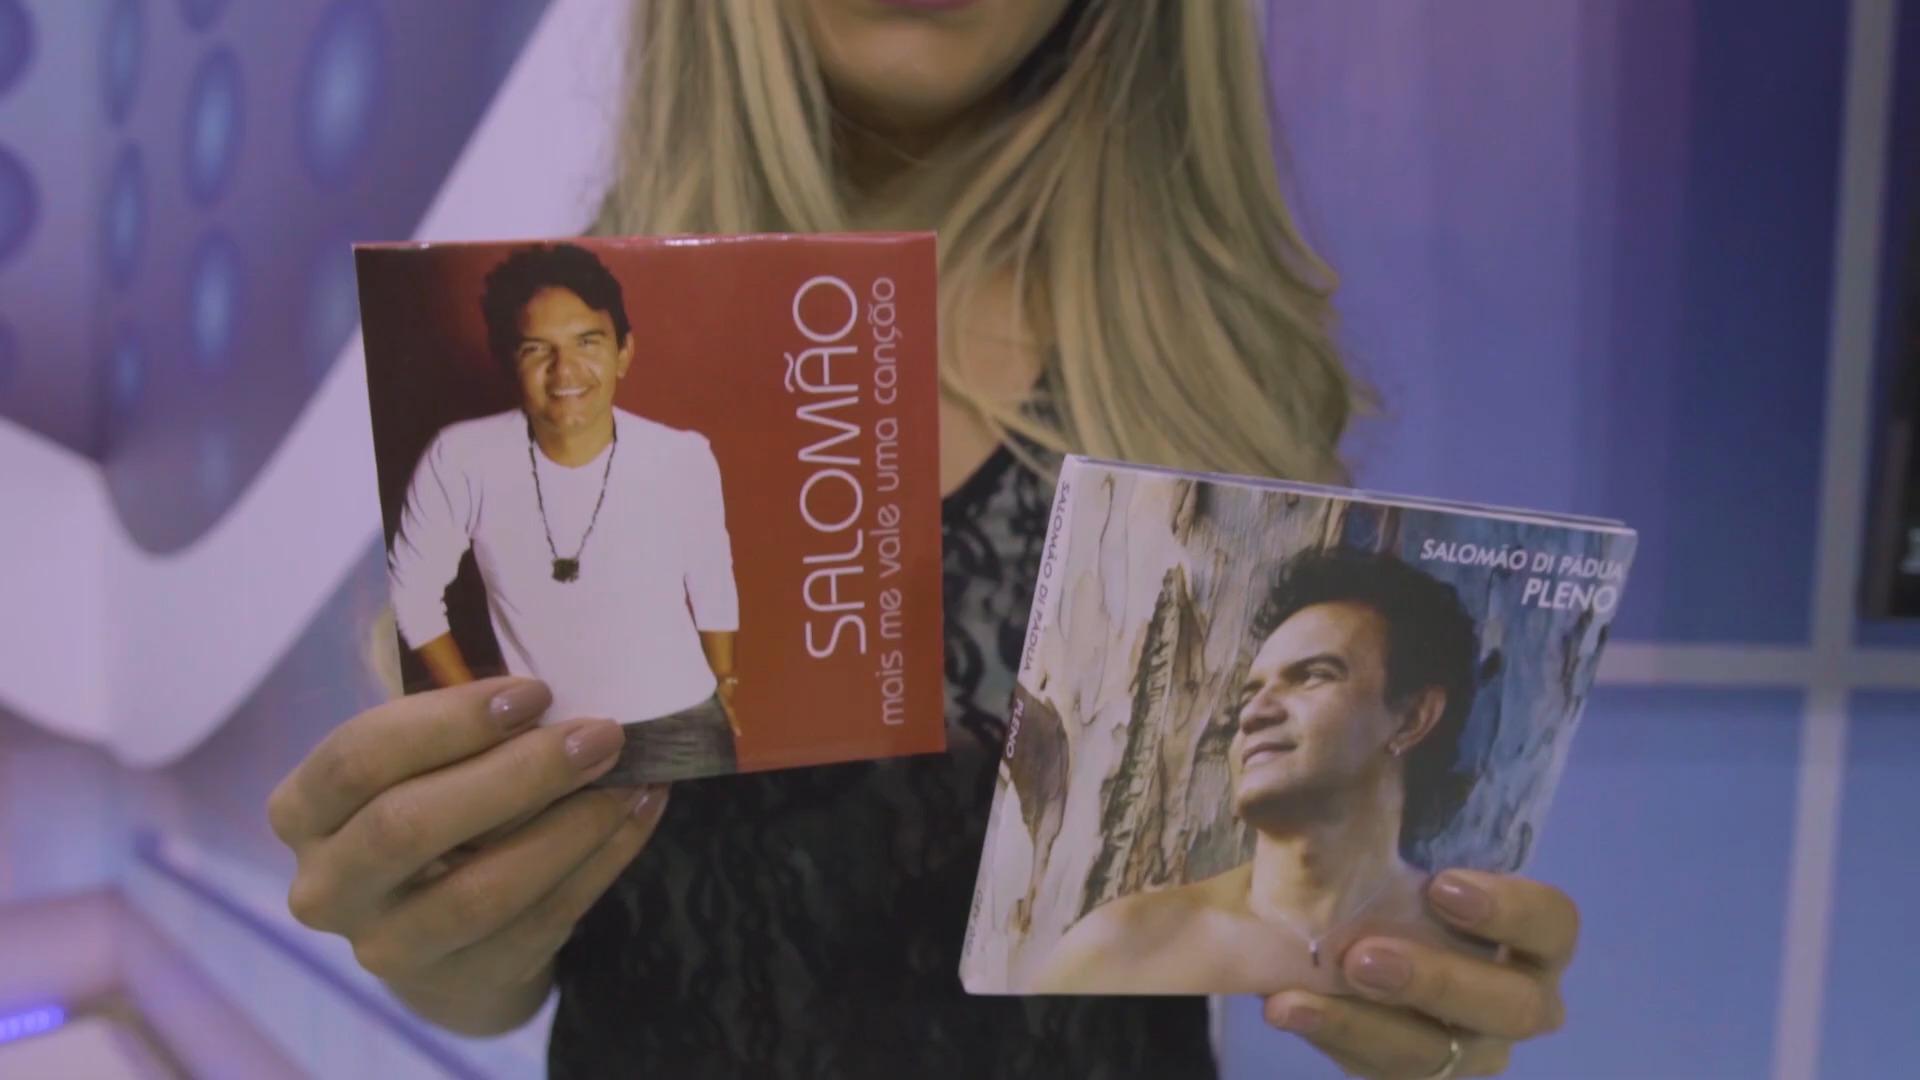 SALOMÃO
mais me vale uma canção
SALOMÃO DI PÁDUA
PLENO
SALOMÃO DI PÁDUA
PLENO